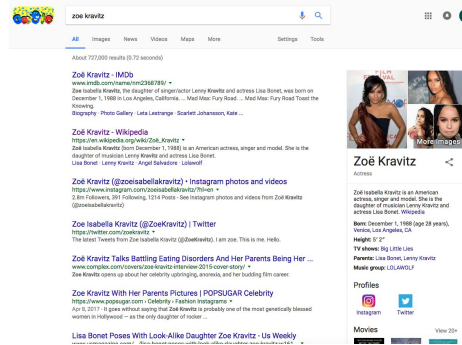 zoe kravitz
All Images News Videos Maps More Settings Tools
About 727,000 results (0.72 seconds)
Zoë Kravitz - IMDb
www.imdb.com/name/nm2368789/
Zoe Isabella Kravitz, the daughter of singer/actor Lenny Kravitz and actress Lisa Bonet, was born on
December 1, 1988 in Los Angeles, California. ... Mad Max: Fury Road. ... Mad Max: Fury Road Toast the
Knowing.
Biography · Photo Gallery · Leta Lestrange · Scarlett Johansson, Kate ...
Zoë Kravitz - Wikipedia
https://en.wikipedia.org/wiki/Zoë_Kravitz
Zoë Isabella Kravitz (born December 1, 1988) is an American actress, singer and model. She is the
daughter of musician Lenny Kravitz and actress Lisa Bonet.
Lisa Bonet · Lenny Kravitz · Angel Salvadore · Lolawolf
Zoë Kravitz (@zoeisabellakravitz) • Instagram photos and videos
https://www.instagram.com/zoeisabellakravitz/?hl=en
2.8m Followers, 391 Following, 1214 Posts - See Instagram photos and videos from Zoë Kravitz
(@zoeisabellakravitz)
Zoe Isabella Kravitz (@ZoeKravitz) | Twitter
https://twitter.com/zoekravitz
The latest Tweets from Zoe Isabella Kravitz (@ZoeKravitz). I am zoe. This is me. Hello.
Zoë Kravitz Talks Battling Eating Disorders And Her Parents Being Her ...
www.complex.com/covers/zoe-kravitz-interview-2015-cover-story/
Zoë Kravitz opens up about her celebrity upbringing, anorexia, and her budding film career.
Zoë Kravitz With Her Parents Pictures | POPSUGAR Celebrity
https://www.popsugar.com › Celebrity › Fashion Instagrams
Apr 9, 2017 - It goes without saying that Zoë Kravitz is probably one of the most genetically blessed
women in Hollywood — as the only daughter of rocker ...
Lisa Bonet Poses With Look-Alike Daughter Zoe Kravitz - Us Weekly
FILM
FESTIVAL
More images
Zoë Kravitz
Actress
Zoë Isabella Kravitz is an American
actress, singer and model. She is the
daughter of musician Lenny Kravitz and
actress Lisa Bonet. Wikipedia
Born: December 1, 1988 (age 28 years),
Venice, Los Angeles, CA
Height: 5′ 2″
TV shows: Big Little Lies
Parents: Lisa Bonet, Lenny Kravitz
Music group: LOLAWOLF
Profiles
Instagram Twitter
Movies View 20+